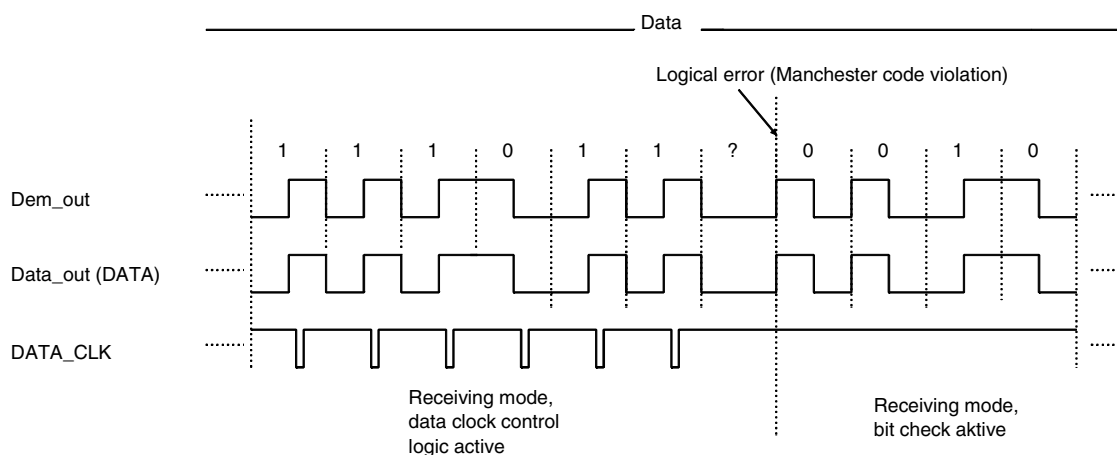 Data
Logical error (Manchester code violation)
1 1 1 0 1 1 ? 0 0 1 0
Dem_out
Data_out (DATA)
DATA_CLK
Receiving mode,
data clock control
logic active
Receiving mode,
bit check aktive